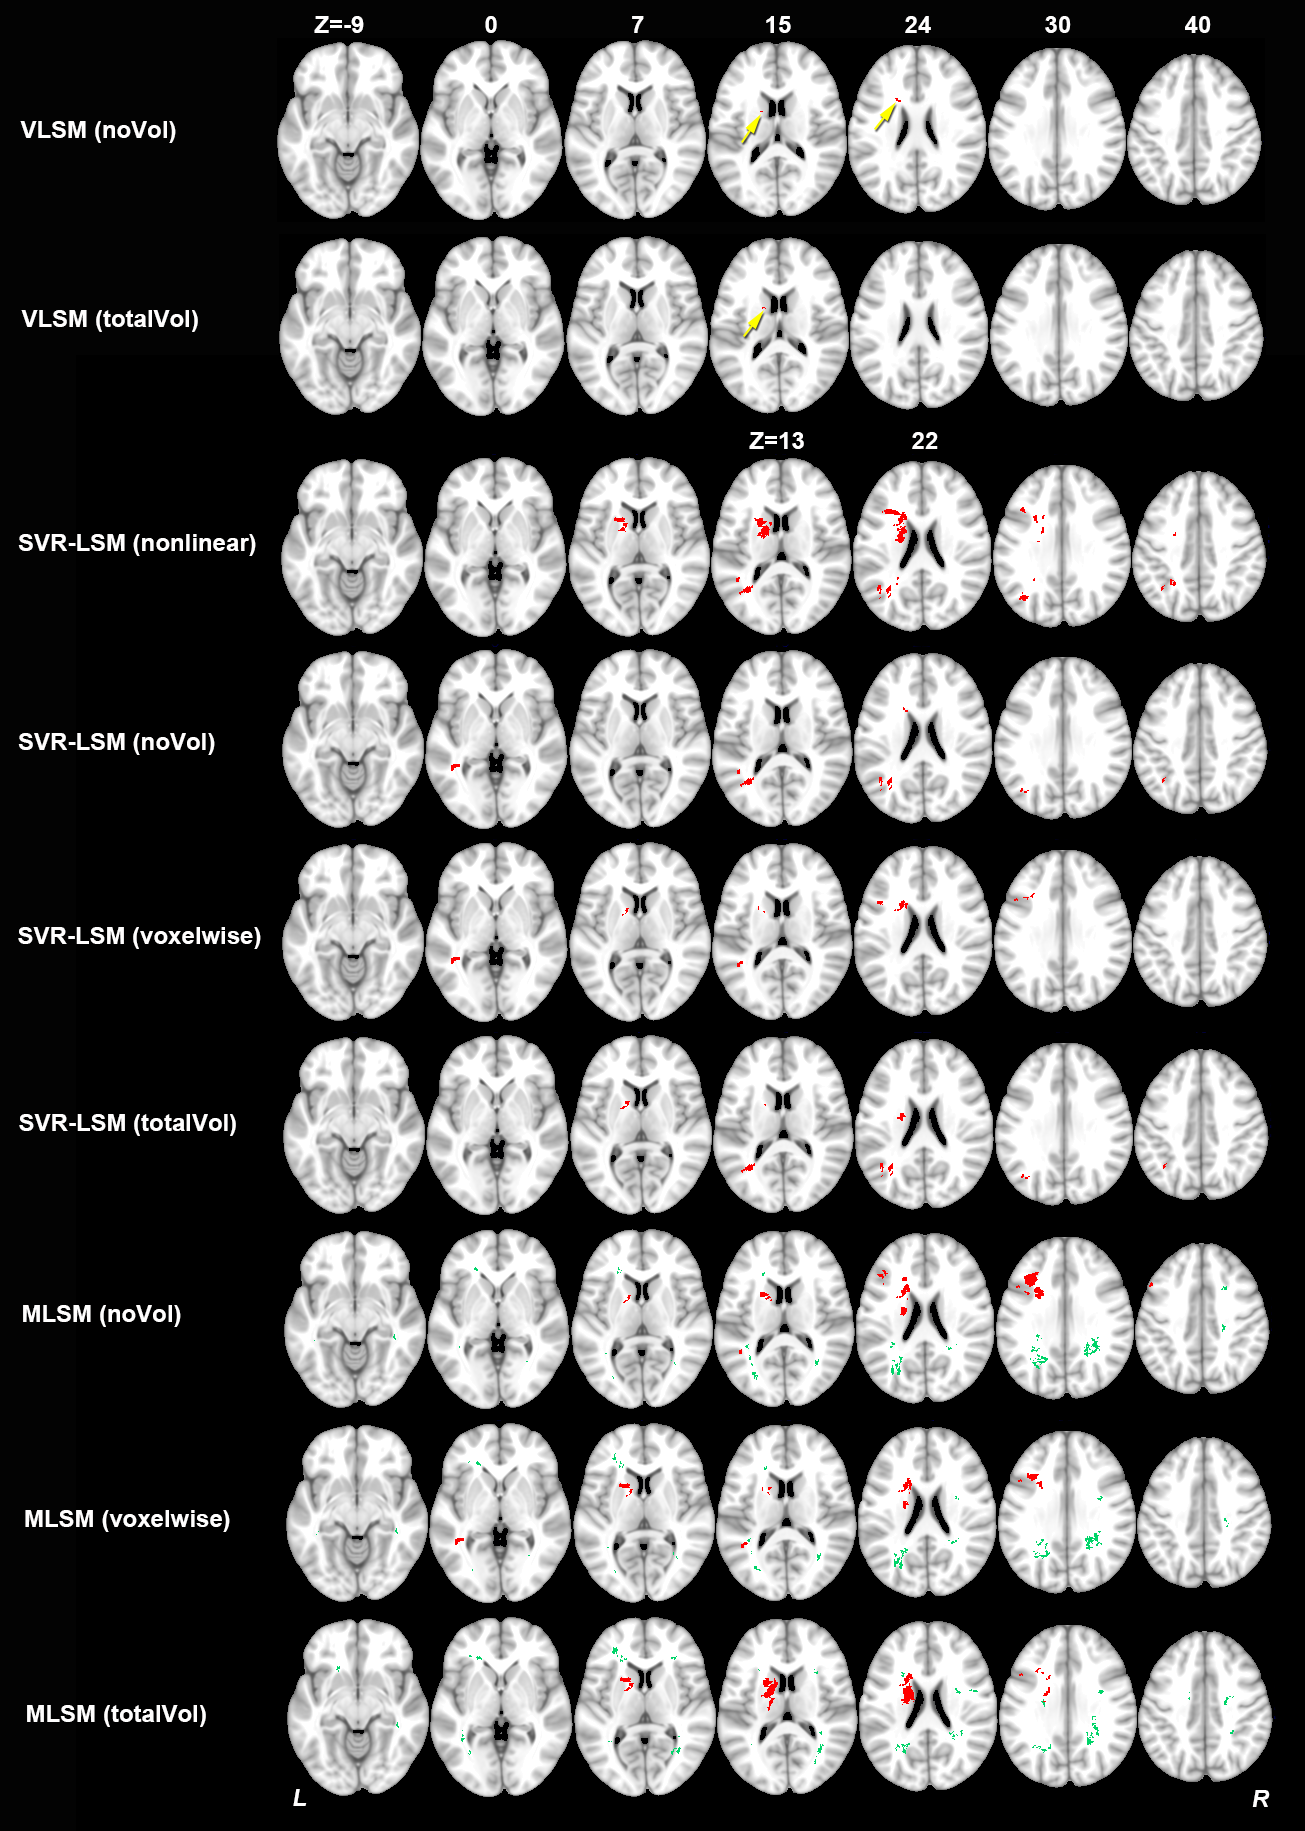 Z=-9 0 7 15 24 30 40
VLSM (noVol)
VLSM (totalVol)
Z=13 22
SVR-LSM (nonlinear)
SVR-LSM (noVol)
SVR-LSM (voxelwise)
SVR-LSM (totalVol)
MLSM (noVol)
MLSM (voxelwise)
MLSM (totalVol)
L R